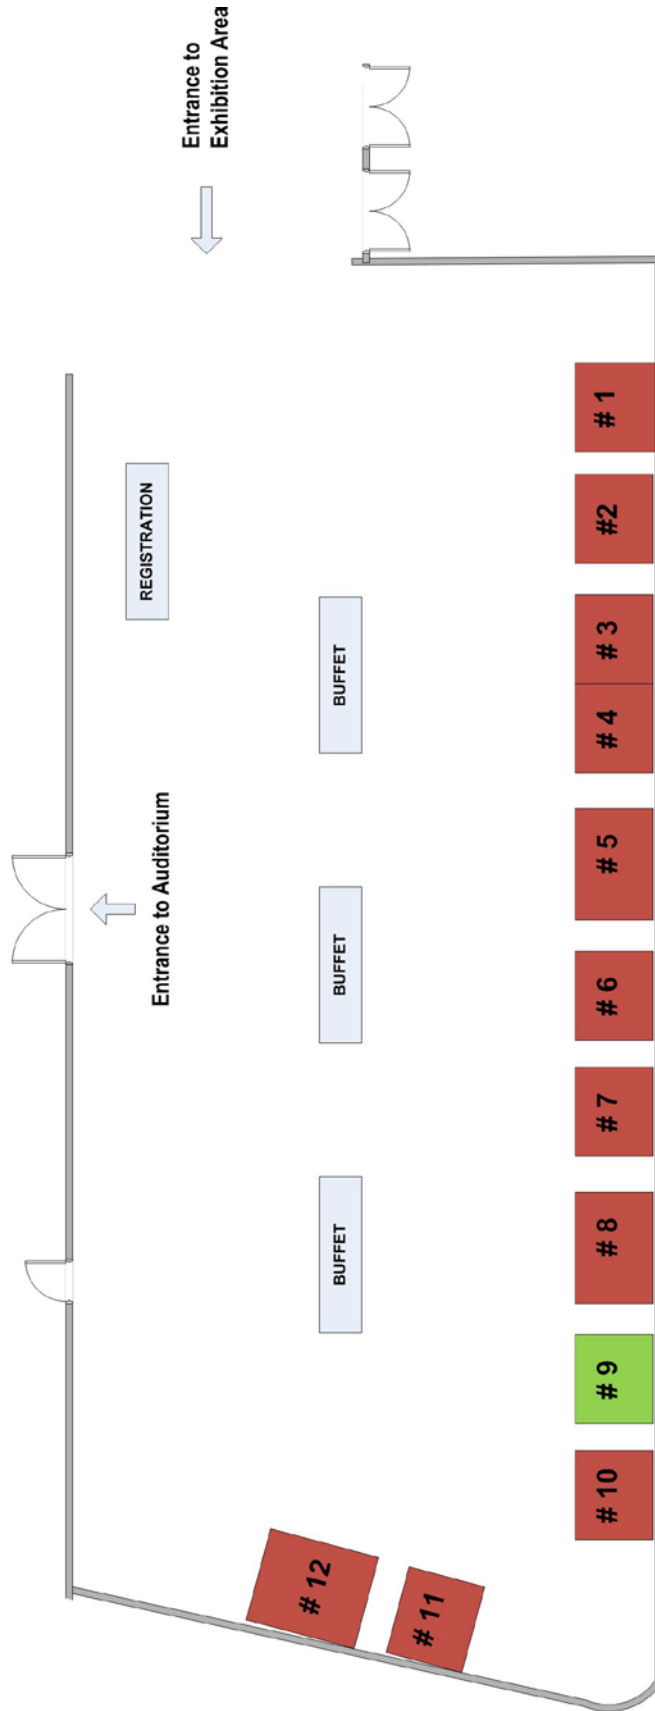 Entrance to
Exhibition Area
REGISTRATION
BUFFET
Entrance to Auditorium
BUFFET
BUFFET
# 1
#2
# 3
# 4
# 5
# 6
# 7
# 8
# 9
# 10
# 11
# 12